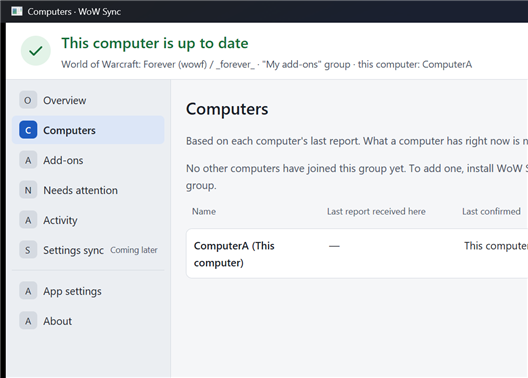 Computers · WoW Sync
This computer is up to date
World of Warcraft: Forever (wowf) / _forever_ · "My add-ons" group · this computer: ComputerA
O Overview
C Computers
A Add-ons
N Needs attention
A Activity
S Settings sync Coming later
A App settings
A About
Computers
Based on each computer's last report. What a computer has right now is
No other computers have joined this group yet. To add one, install WoW
group.
Name Last report received here Last confirmed
ComputerA (This — This computer
computer)